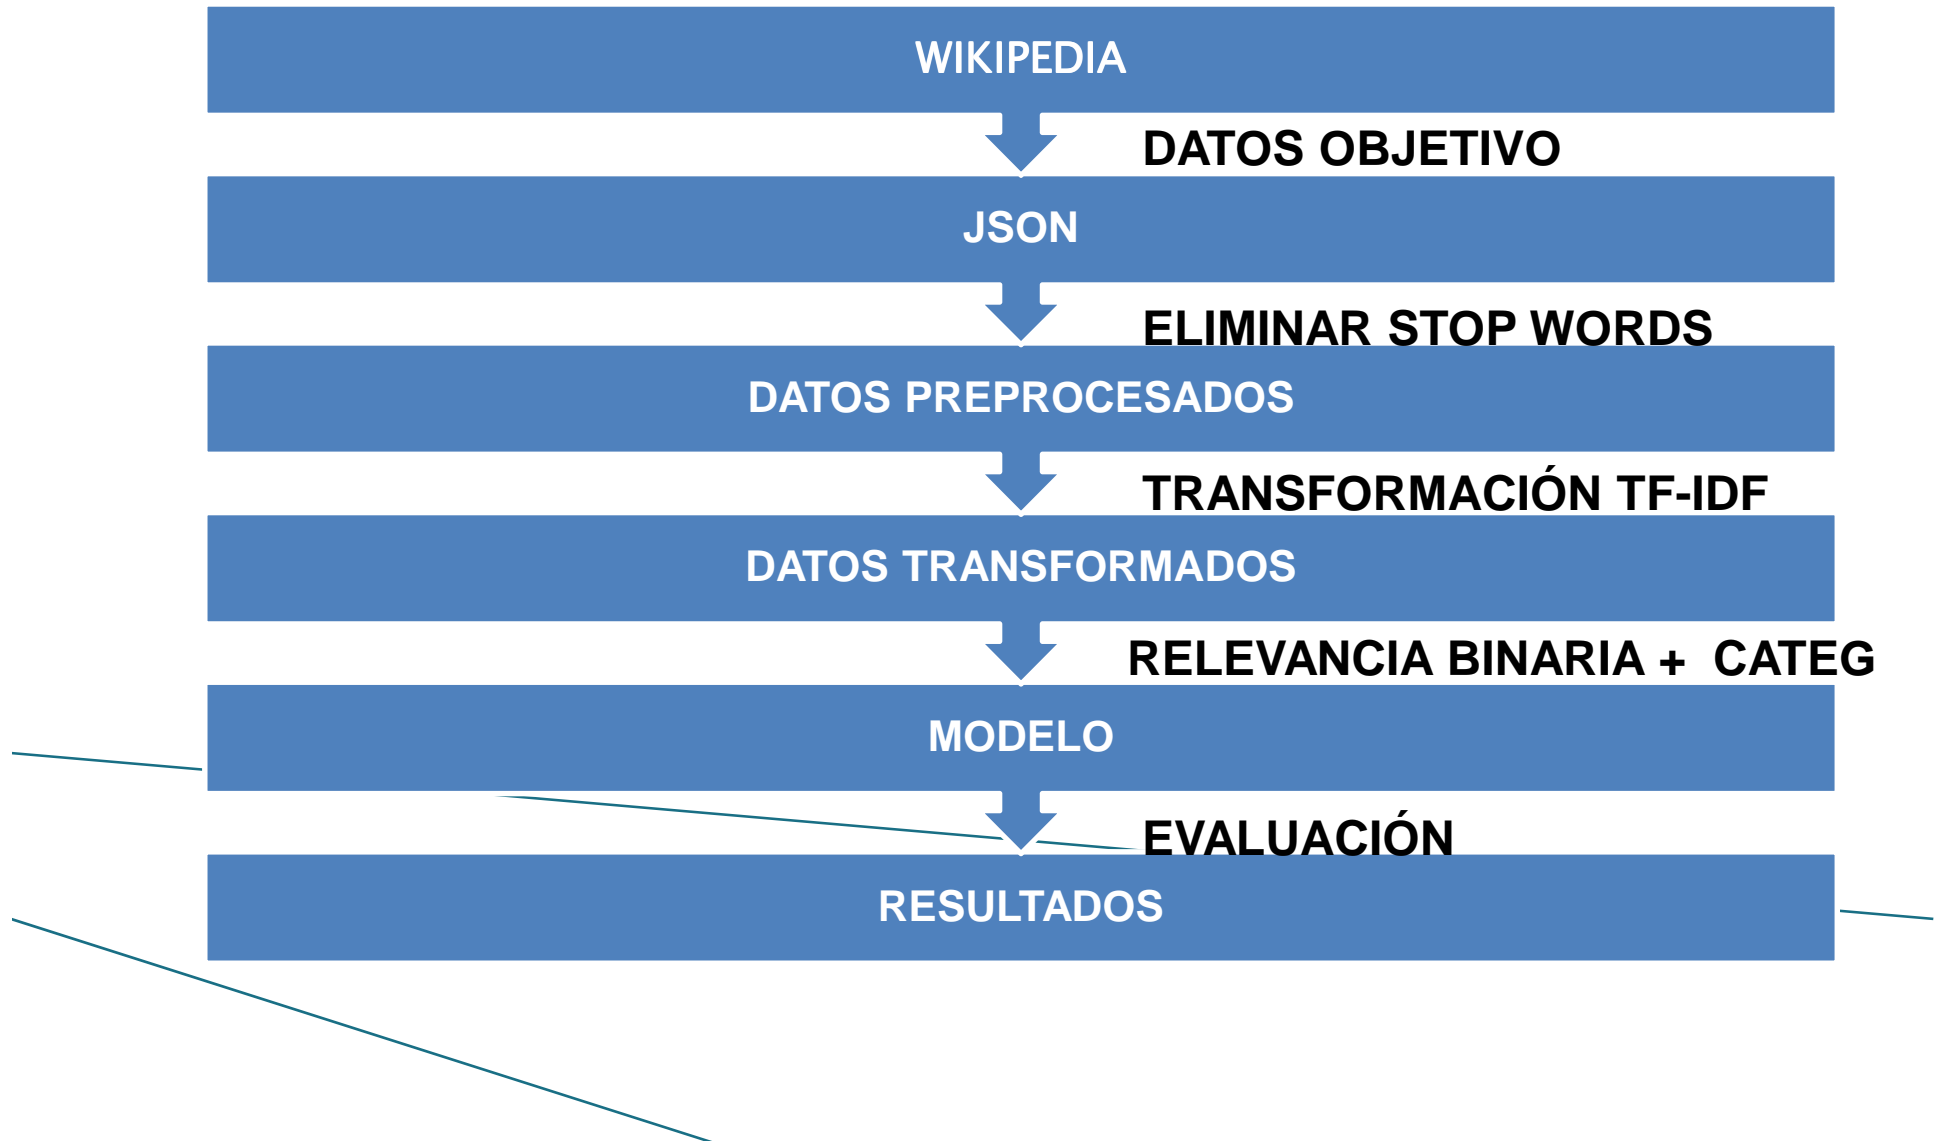 WIKIPEDIA
DATOS OBJETIVO
JSON
ELIMINAR STOP WORDS
DATOS PREPROCESADOS
TRANSFORMACIÓN TF-IDF
DATOS TRANSFORMADOS
RELEVANCIA BINARIA + CATEG
MODELO
EVALUACIÓN
RESULTADOS